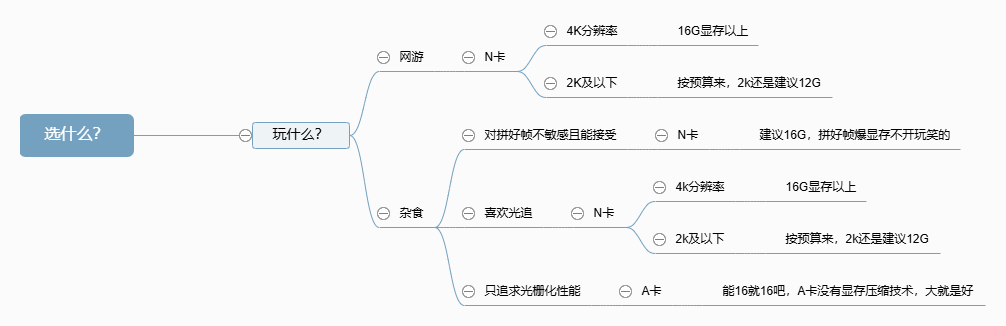 选什么？
玩什么？
网游
N卡
4K分辨率
16G显存以上
2K及以下
按预算来，2k还是建议12G
杂食
对拼好帧不敏感且能接受
N卡
建议16G，拼好帧爆显存不开玩笑的
喜欢光追
N卡
4k分辨率
16G显存以上
2k及以下
按预算来，2k还是建议12G
只追求光栅化性能
A卡
能16就16吧，A卡没有显存压缩技术，大就是好